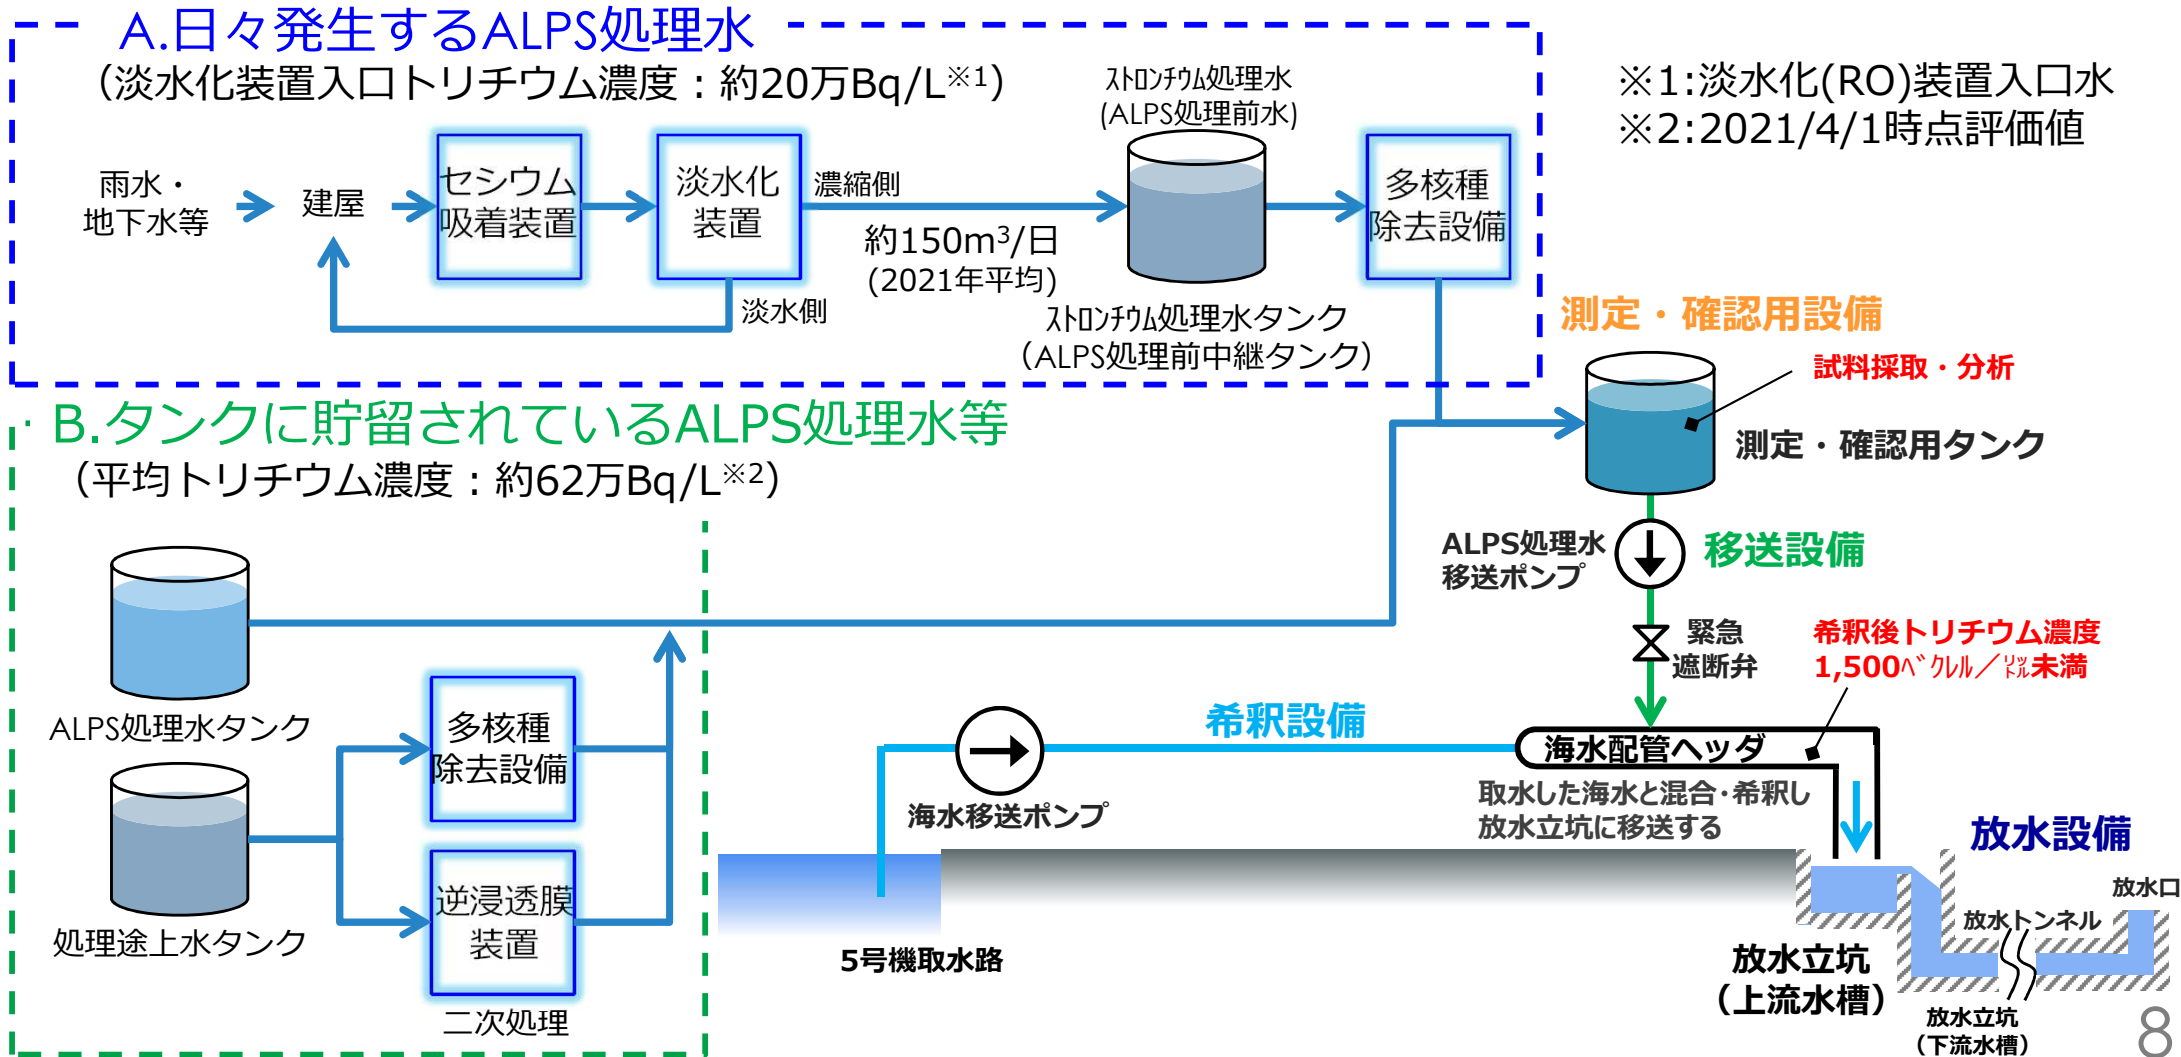 A.日々発生するALPS処理水
（淡水化装置入口トリチウム濃度：約20万Bq/L※1）
※1:淡水化(RO)装置入口水
※2:2021/4/1時点評価値
雨水・
地下水等
建屋
セシウム
吸着装置
淡水化
装置
濃縮側
約150m3/日
(2021年平均)
淡水側
ｽﾄﾛﾝﾁｳﾑ処理水
(ALPS処理前水)
ｽﾄﾛﾝﾁｳﾑ処理水タンク
（ALPS処理前中継タンク）
多核種
除去設備
測定・確認用設備
試料採取・分析
測定・確認用タンク
B.タンクに貯留されているALPS処理水等
（平均トリチウム濃度：約62万Bq/L※2）
ALPS処理水タンク
処理途上水タンク
多核種
除去設備
逆浸透膜
装置
二次処理
ALPS処理水
移送ポンプ
移送設備
緊急
遮断弁
希釈後トリチウム濃度
1,500ﾍﾞｸﾚﾙ／㍑未満
希釈設備
海水配管ヘッダ
海水移送ポンプ
取水した海水と混合･希釈し
放水立坑に移送する
5号機取水路
放水設備
放水口
放水トンネル
放水立坑
（上流水槽）
放水立坑
（下流水槽）
8